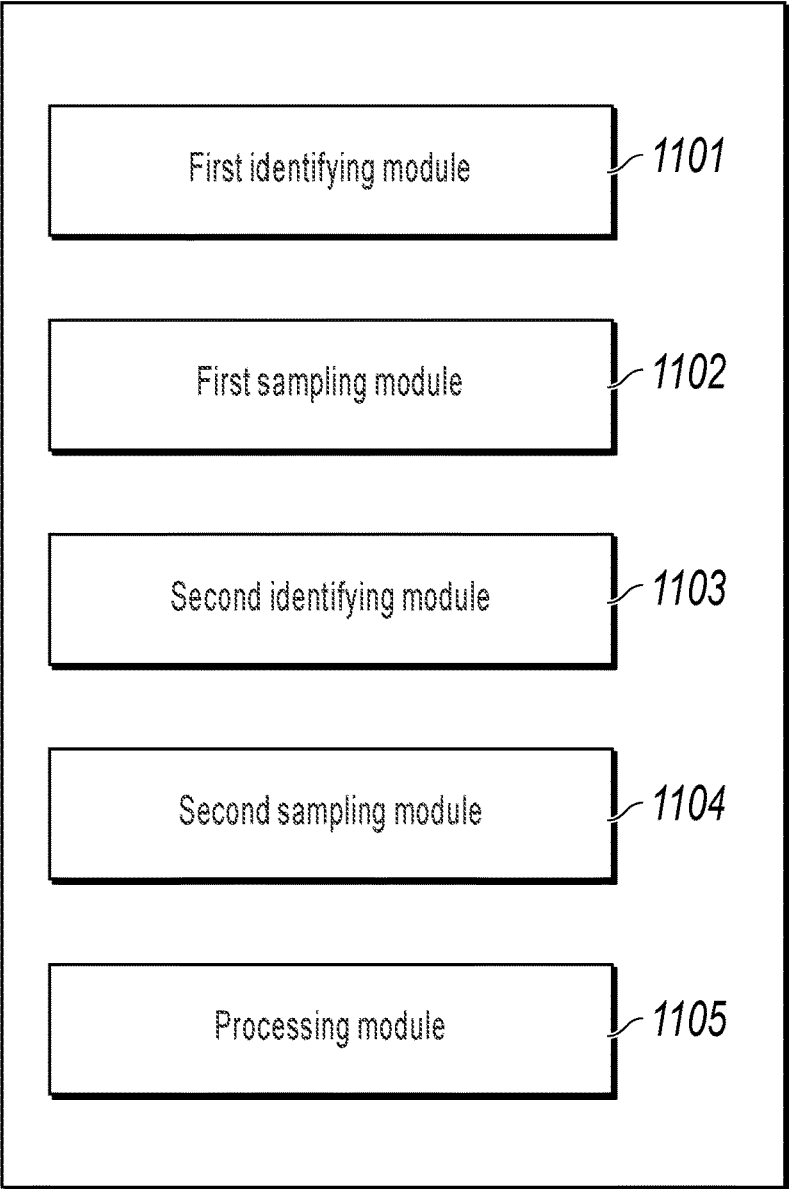 First identifying module 1101
First sampling module 1102
Second identifying module 1103
Second sampling module 1104
Processing module 1105